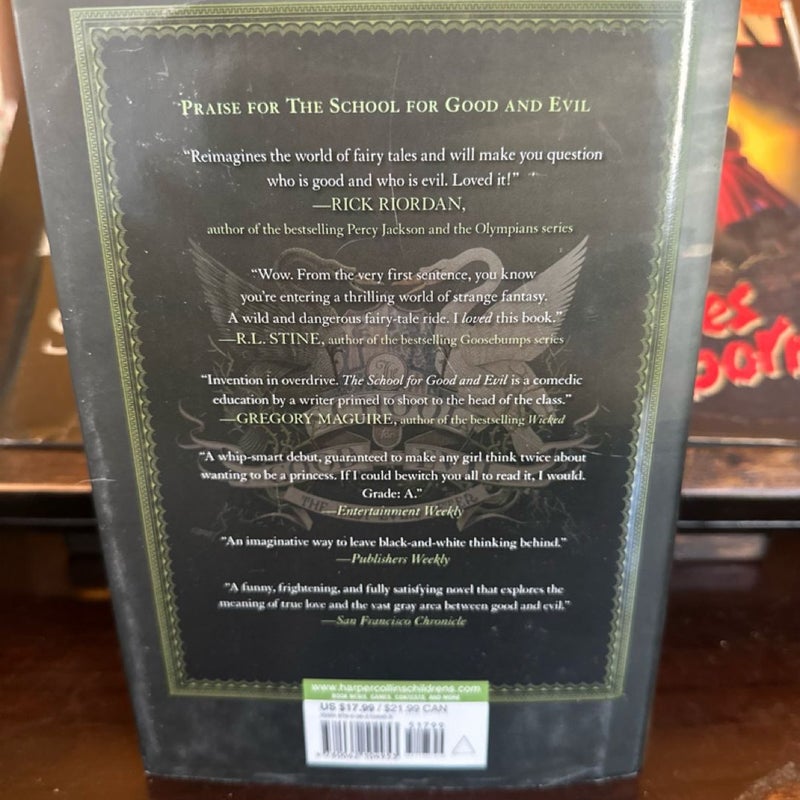 PRAISE FOR THE SCHOOL FOR GOOD AND EVIL
“Reimagines the world of fairy tales and will make you question
who is good and who is evil. Loved it!”
—RICK RIORDAN,
author of the bestselling Percy Jackson and the Olympians series
“Wow. From the very first sentence, you know
you’re entering a thrilling world of strange fantasy.
A wild and dangerous fairy-tale ride. I loved this book.”
—R.L. STINE, author of the bestselling Goosebumps series
“Invention in overdrive. The School for Good and Evil is a comedic
education by a writer primed to shoot to the head of the class.”
—GREGORY MAGUIRE, author of the bestselling Wicked
“A whip-smart debut, guaranteed to make any girl think twice about
wanting to be a princess. If I could bewitch you all to read it, I would.
Grade: A.”
—Entertainment Weekly
“An imaginative way to leave black-and-white thinking behind.”
—Publishers Weekly
“A funny, frightening, and fully satisfying novel that explores the
meaning of true love and the vast gray area between good and evil.”
—San Francisco Chronicle
www.harpercollinschildrens.com
BOOK NEWS, GAMES, CONTESTS, AND MORE
US $17.99 / $21.99 CAN
51799